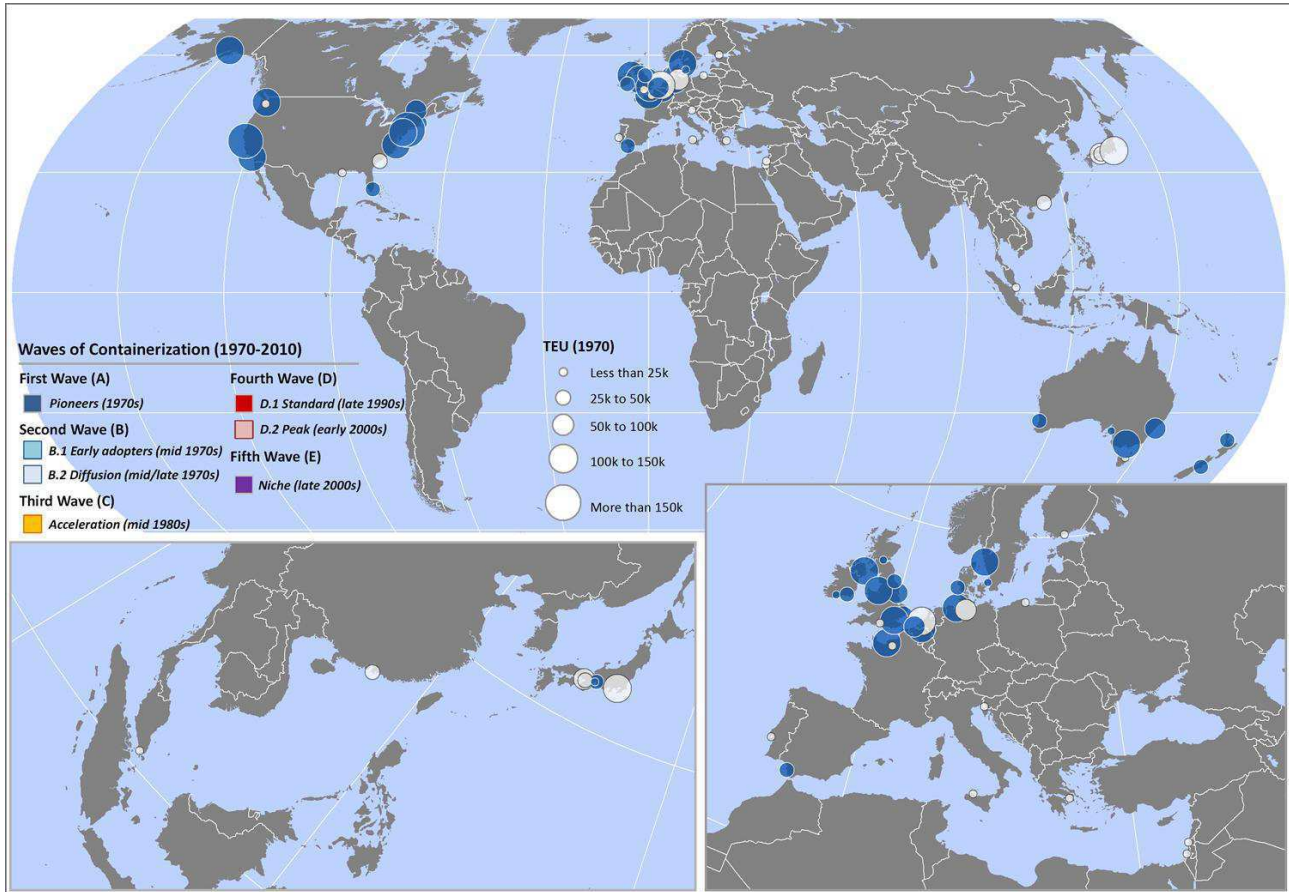 Waves of Containerization (1970-2010)
First Wave (A)
Pioneers (1970s)
Second Wave (B)
B.1 Early adopters (mid 1970s)
B.2 Diffusion (mid/late 1970s)
Third Wave (C)
Acceleration (mid 1980s)
Fourth Wave (D)
D.1 Standard (late 1990s)
D.2 Peak (early 2000s)
Fifth Wave (E)
Niche (late 2000s)
TEU (1970)
Less than 25k
25k to 50k
50k to 100k
100k to 150k
More than 150k